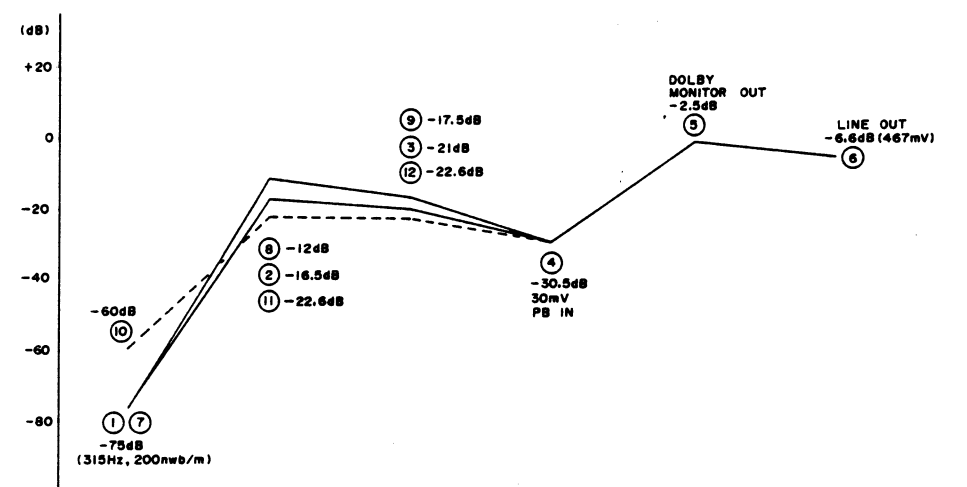 (dB)
+20
0
-20
-40
-60
-80
-60dB
10
1 7
-75dB
(315Hz, 200nwb/m)
8 -12dB
2 -16.5dB
11 -22.6dB
9 -17.5dB
3 -21dB
12 -22.6dB
4
-30.5dB
30mV
PB IN
DOLBY
MONITOR OUT
-2.5dB
5
LINE OUT
-6.6dB (467mV)
6